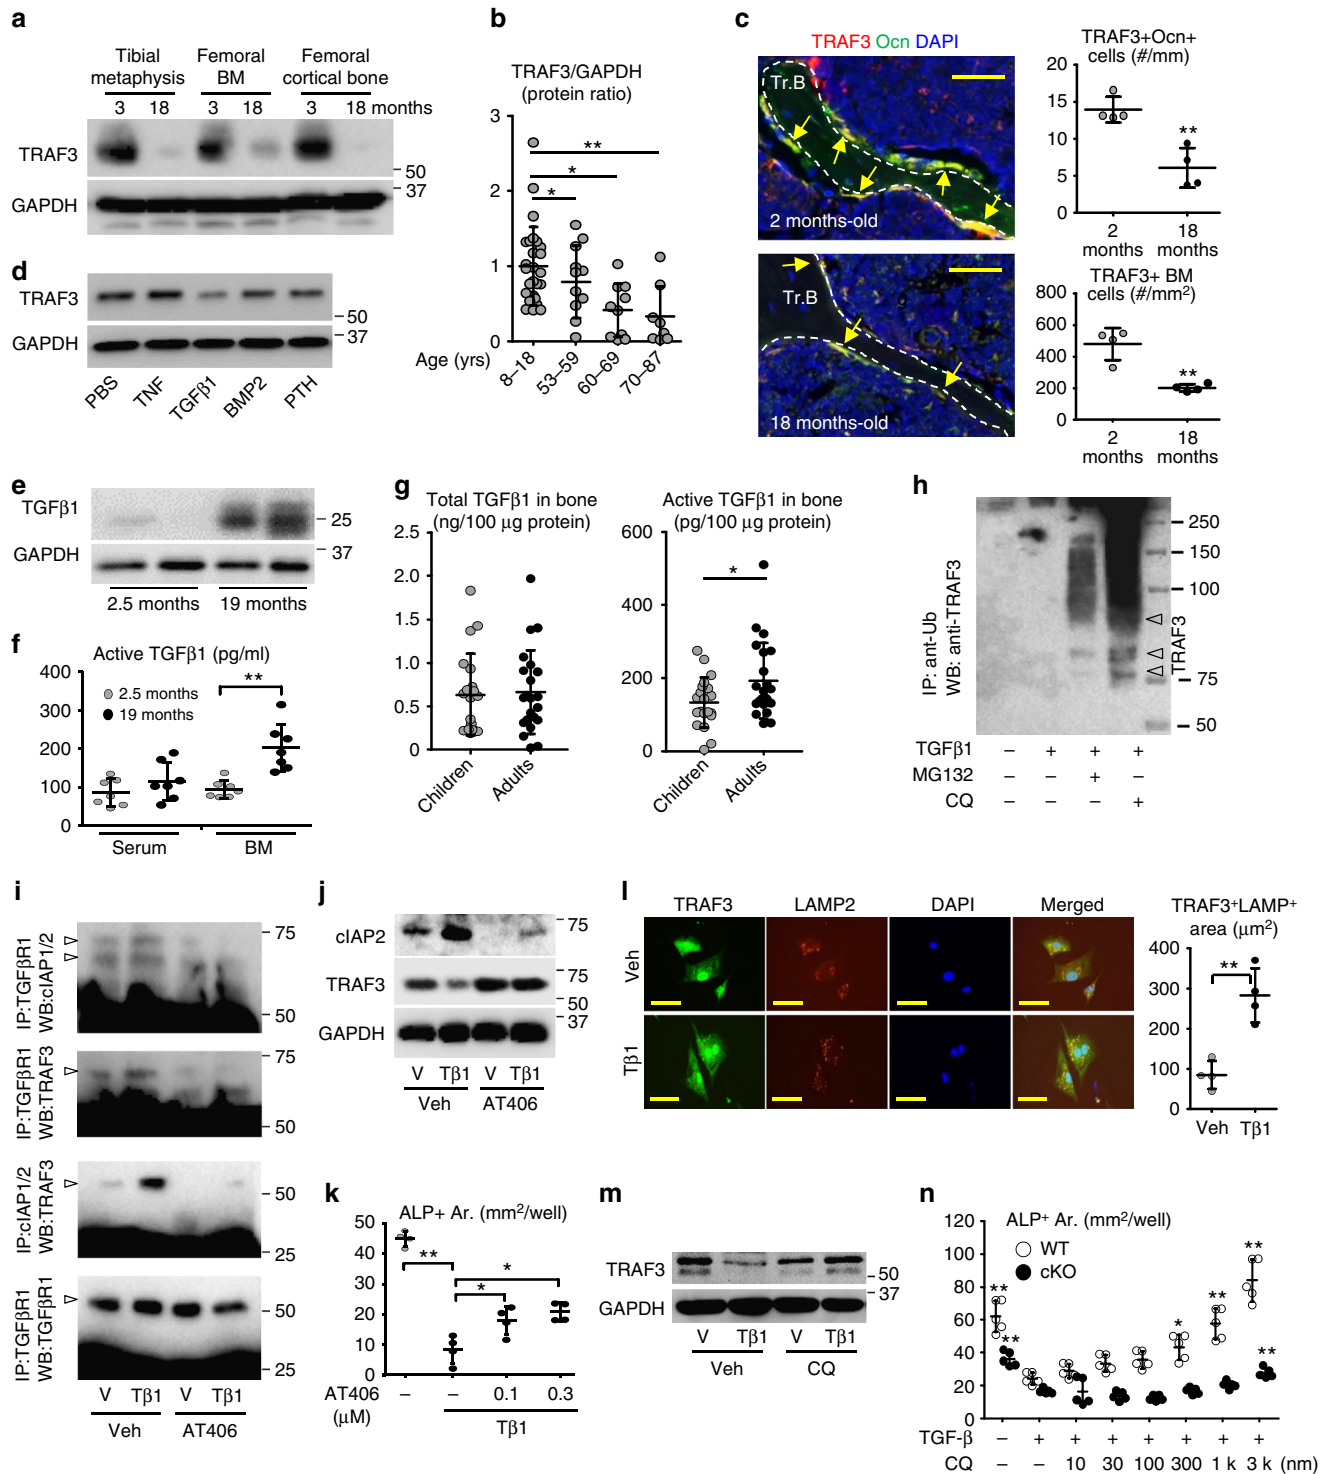 a
Tibial metaphysis
Femoral BM
Femoral cortical bone
3 18 3 18 3 18 months
TRAF3
50
37
GAPDH
b
TRAF3/GAPDH
(protein ratio)
3
2
1
0
**
*
*
Age (yrs)
8–18
53–59
60–69
70–87
c
TRAF3 Ocn DAPI
Tr.B
2 months-old
Tr.B
18 months-old
TRAF3+Ocn+
cells (#/mm)
20
15
10
5
0
**
2 months
18 months
TRAF3+ BM
cells (#/mm2)
800
600
400
200
0
**
2 months
18 months
d
TRAF3
50
GAPDH
37
PBS
TNF
TGFβ1
BMP2
PTH
e
TGFβ1
25
37
GAPDH
2.5 months
19 months
f
Active TGFβ1 (pg/ml)
400
300
200
100
0
2.5 months
19 months
**
Serum
BM
g
Total TGFβ1 in bone
(ng/100 μg protein)
2.5
2.0
1.5
1.0
0.5
0
Children
Adults
Active TGFβ1 in bone
(pg/100 μg protein)
600
400
200
0
*
Children
Adults
h
IP: ant-Ub
WB: anti-TRAF3
250
150
100
75
50
TRAF3
TGFβ1 – + + +
MG132 – – + –
CQ – – – +
i
IP:TGFβR1
WB:cIAP1/2
75
50
IP:TGFβR1
WB:TRAF3
75
50
IP:cIAP1/2
WB:TRAF3
50
25
IP:TGFβR1
WB:TGFβR1
50
25
V Tβ1 V Tβ1
Veh AT406
j
cIAP2
75
TRAF3
75
50
37
GAPDH
V Tβ1 V Tβ1
Veh AT406
k
ALP+ Ar. (mm2/well)
50
40
30
20
10
0
**
*
*
AT406
(μM)
– – 0.1 0.3
Tβ1
l
TRAF3 LAMP2 DAPI Merged
Veh
Tβ1
TRAF3+LAMP+
area (μm2)
400
300
200
100
0
**
Veh Tβ1
m
TRAF3
50
37
GAPDH
V Tβ1 V Tβ1
Veh CQ
n
ALP+ Ar. (mm2/well)
120
100
80
60
40
20
0
WT
cKO
**
**
*
**
**
**
TGF-β – + + + + + + +
CQ – – 10 30 100 300 1 k 3 k (nm)